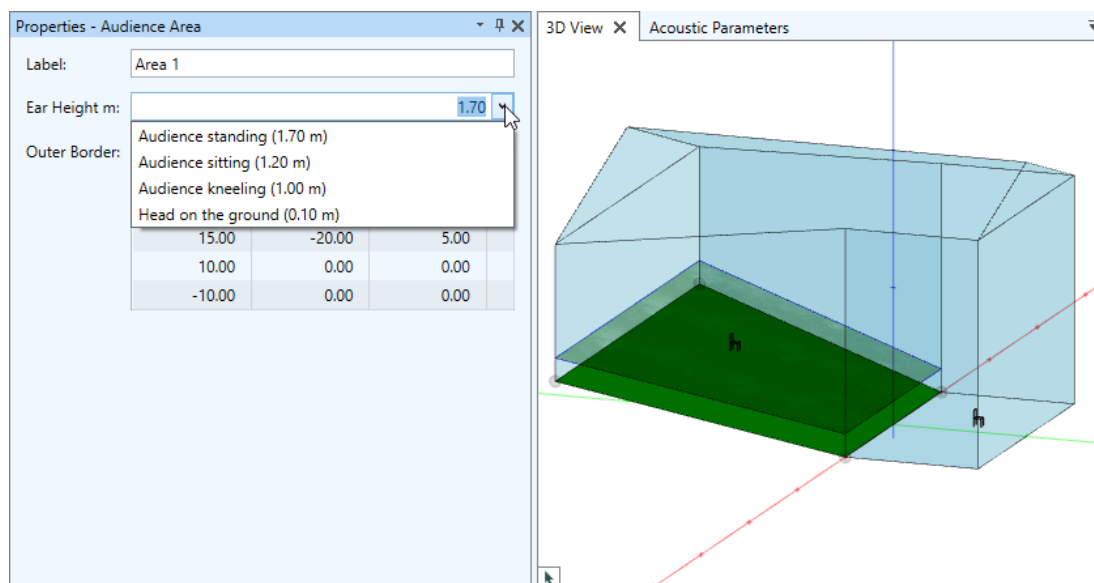 Properties - Audience Area
Label: Area 1
Ear Height m: 1.70
Audience standing (1.70 m)
Outer Border:
Audience sitting (1.20 m)
Audience kneeling (1.00 m)
Head on the ground (0.10 m)
15.00 -20.00 5.00
10.00 0.00 0.00
-10.00 0.00 0.00
3D View Acoustic Parameters